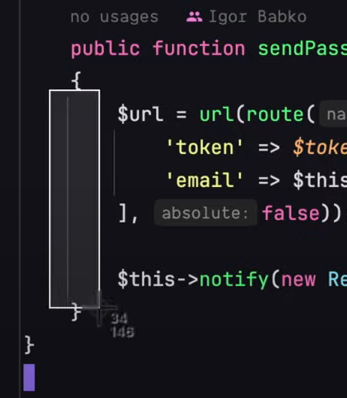 no usages Igor Babko
public function sendPass
{
$url = url(route( na
'token' => $toke
'email' => $this
], absolute: false))
$this->notify(new Re
}
34
146
}